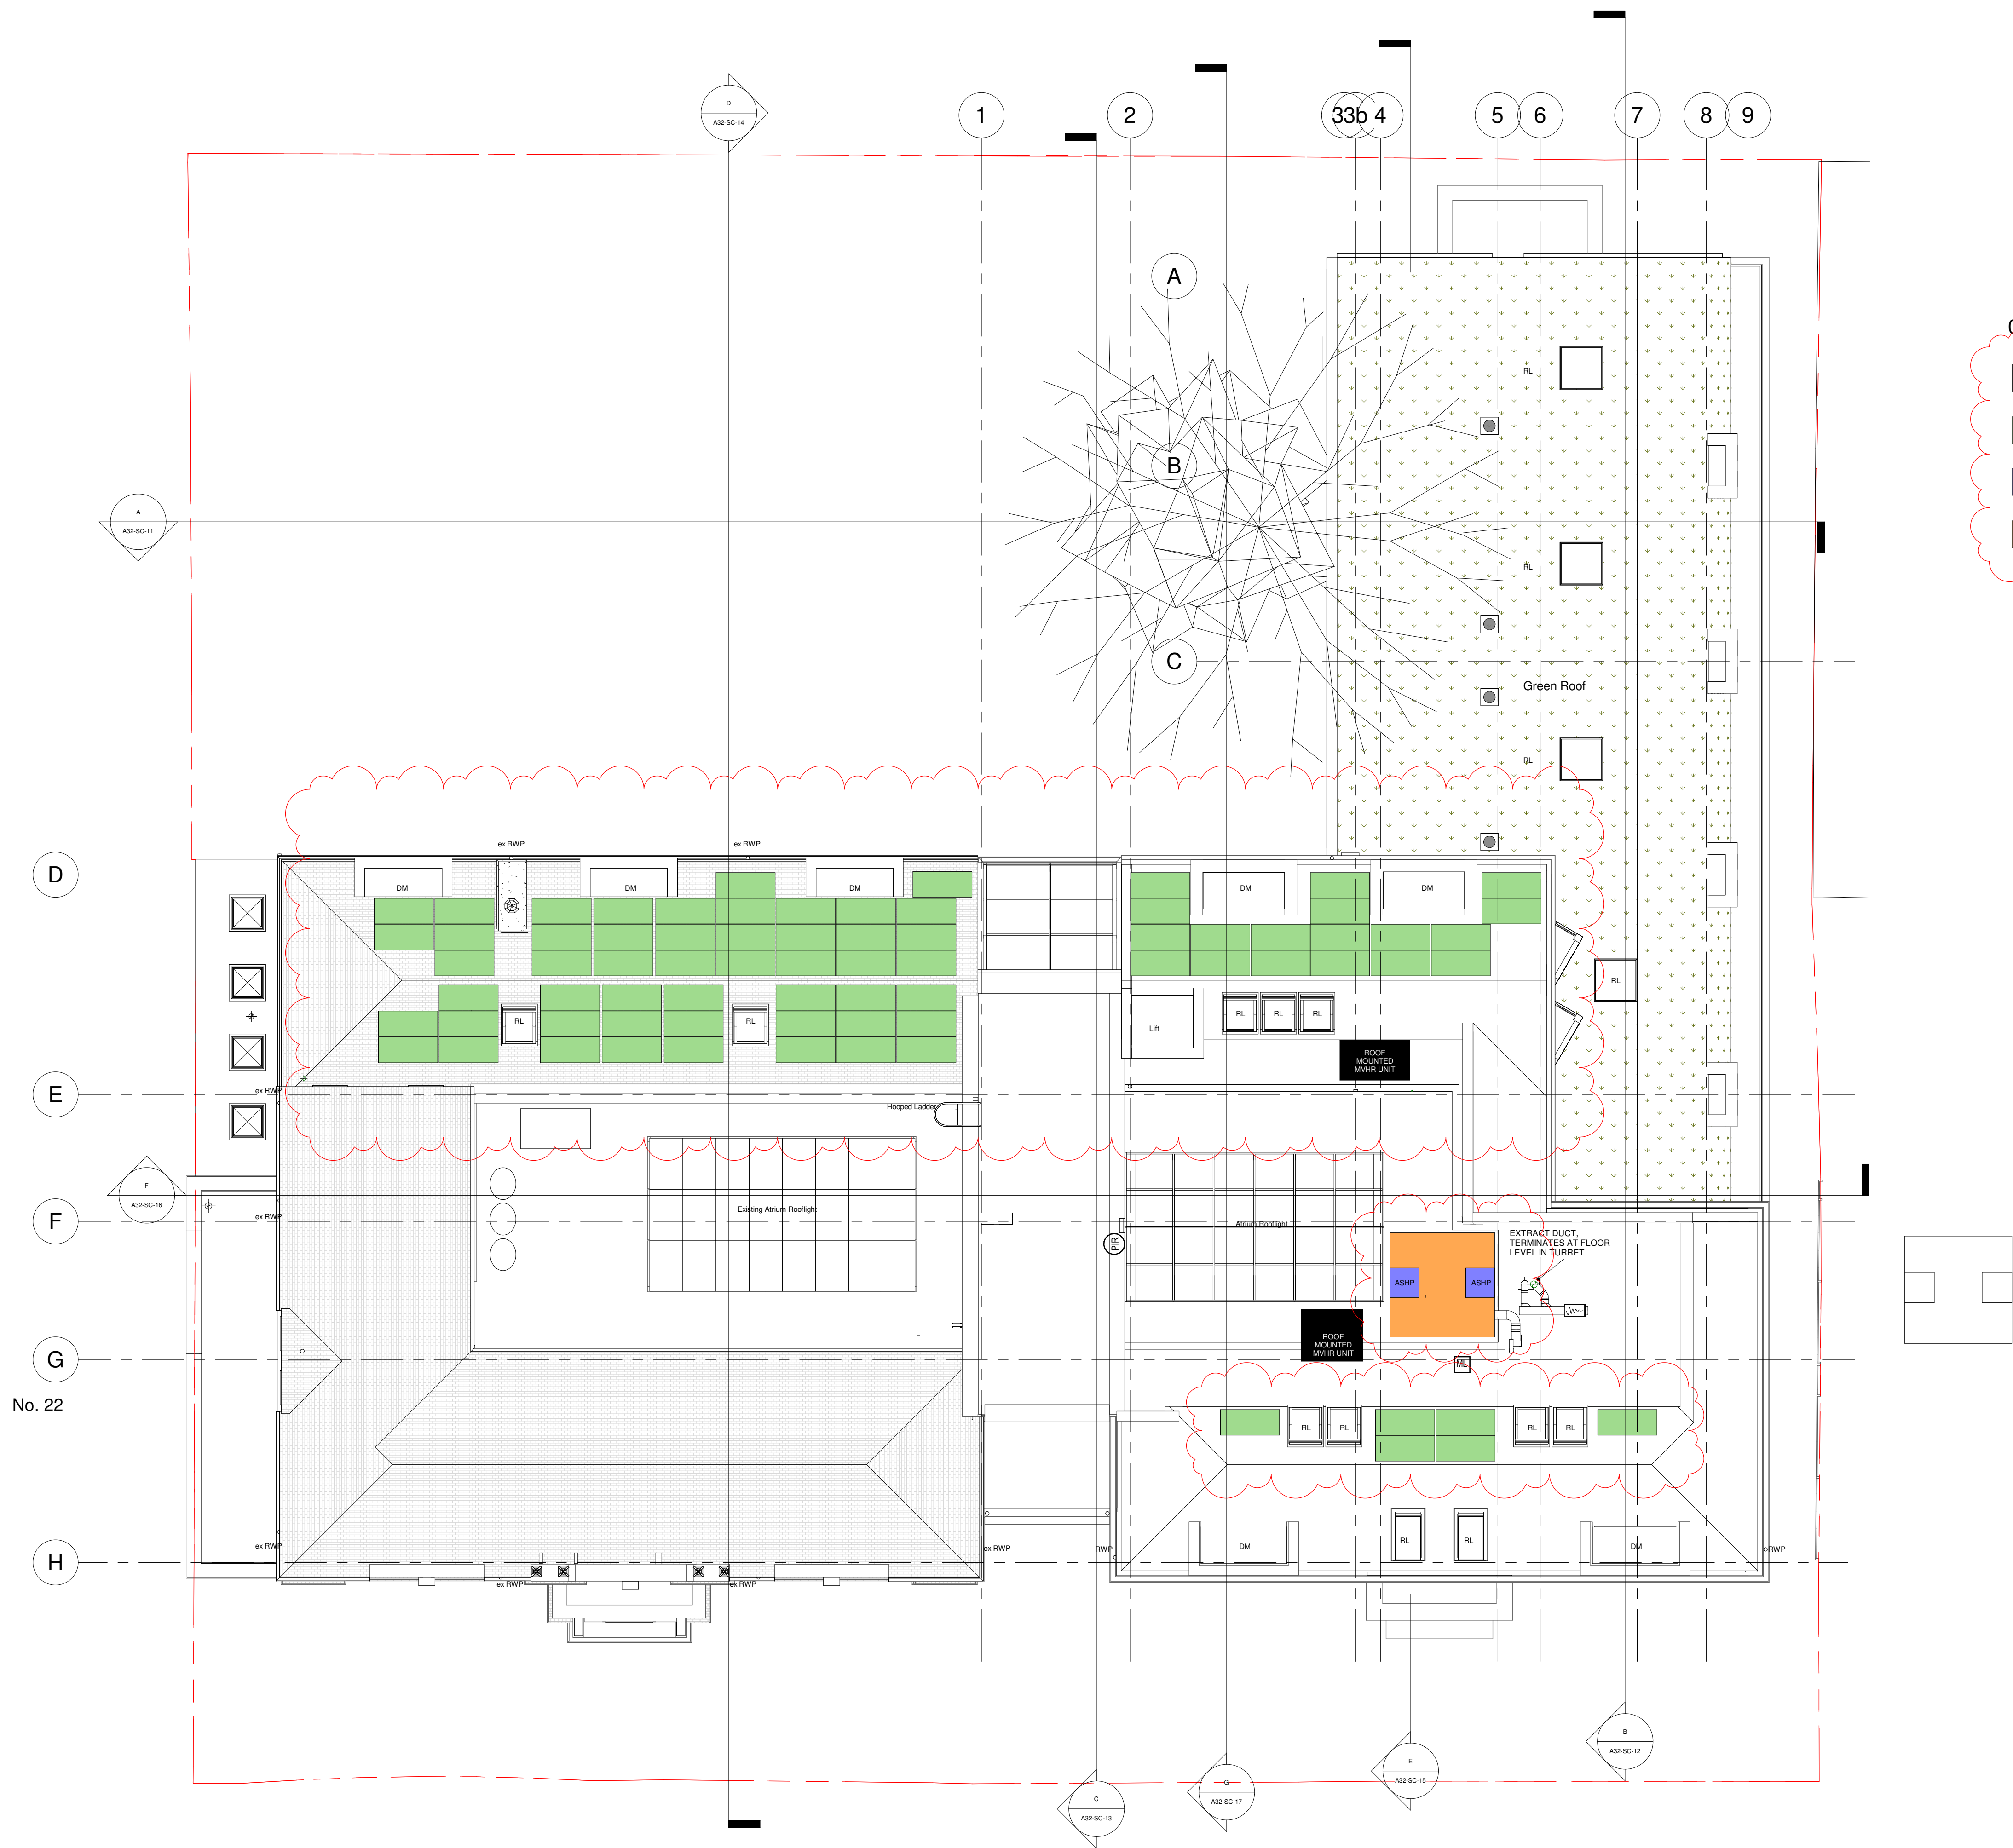 D
A32-SC-14
1
2
3
3b
4
5
6
7
8
9
A
RL
B
A
A32-SC-11
RL
C
Green Roof
RL
ex RWP
ex RWP
D
DM
DM
DM
DM
DM
RL
RL
RL
RL
RL
RL
Lift
ROOF
MOUNTED
MVHR UNIT
E
ex RWP
Hooped Ladder
F
A32-SC-16
F
ex RWP
Existing Atrium Rooflight
Atrium Rooflight
PIR
EXTRACT DUCT,
TERMINATES AT FLOOR
LEVEL IN TURRET.
ASHP
ASHP
ROOF
MOUNTED
MVHR UNIT
G
ML
No. 22
RL
RL
RL
RL
ex RWP
ex RWP
RWP
DM
RL
RL
DM
RWP
H
ex RWP
ex RWP
B
A32-SC-12
E
A32-SC-15
G
A32-SC-17
C
A32-SC-13